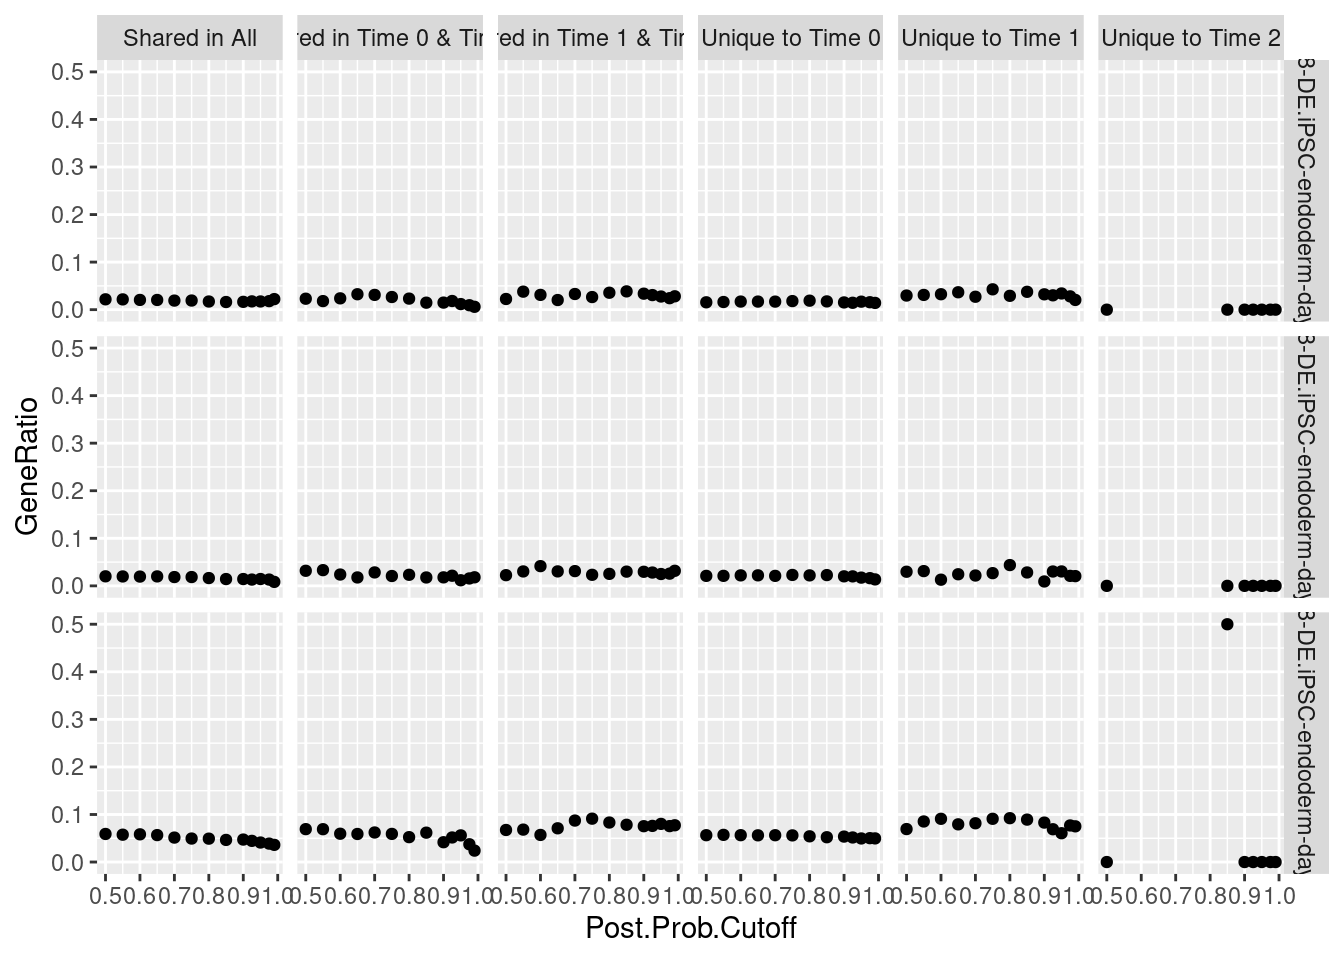 Shared in All
red in Time 0 & Tim
red in Time 1 & Tim
Unique to Time 0
Unique to Time 1
Unique to Time 2
0.5
0.4
0.3
0.2
0.1
0.0
3-DE.iPSC-endoderm-day
0.5
0.4
0.3
0.2
0.1
0.0
3-DE.iPSC-endoderm-day
0.5
0.4
0.3
0.2
0.1
0.0
3-DE.iPSC-endoderm-day
GeneRatio
0.50.60.70.80.91.0
0.50.60.70.80.91.0
0.50.60.70.80.91.0
0.50.60.70.80.91.0
0.50.60.70.80.91.0
0.50.60.70.80.91.0
Post.Prob.Cutoff